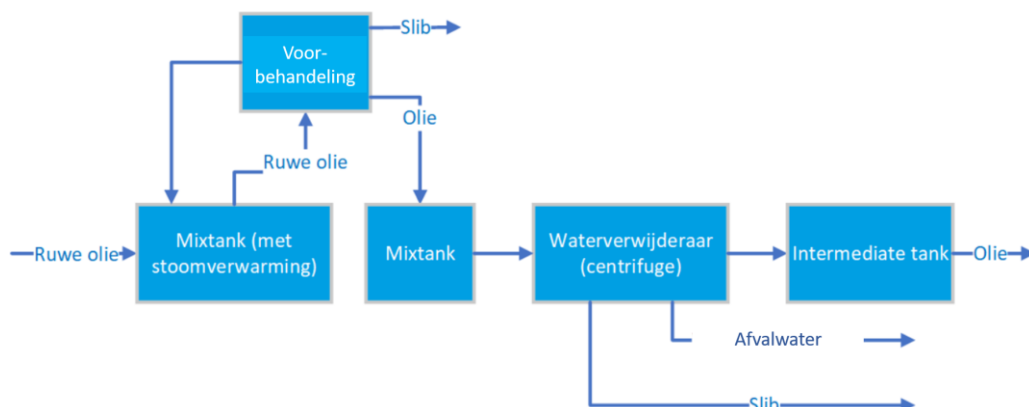 Slib
Voor-
behandeling
Olie
Ruwe olie
Ruwe olie
Mixtank (met
stoomverwarming)
Mixtank
Waterverwijderaar
(centrifuge)
Intermediate tank
Olie
Afvalwater
Slib